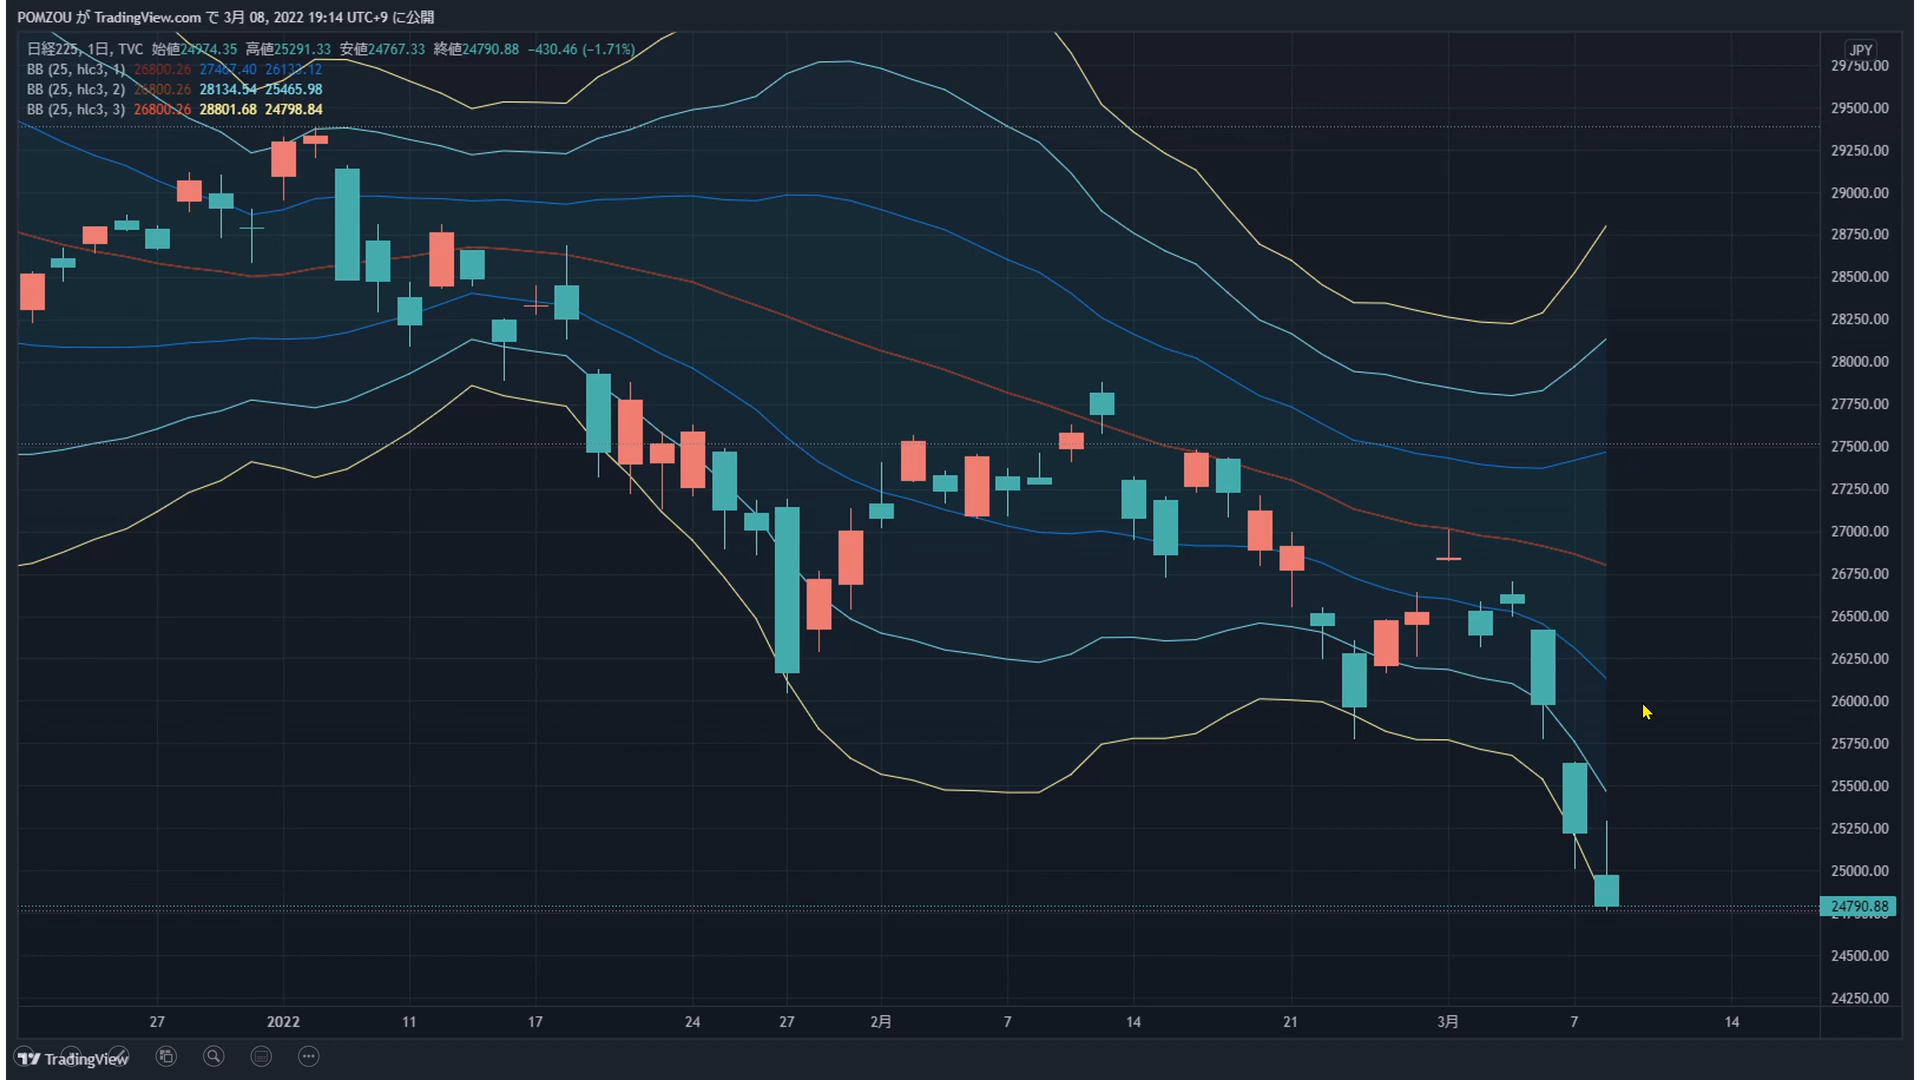 POMZOU が TradingView.com で 3月 08, 2022 19:14 UTC+9 に公開
日経225, 1日, TVC 始値24974.35 高値25291.33 安値24767.33 終値24790.88 −430.46 (−1.71%)
JPY
BB (25, hlc3, 1) 26800.26 27467.40 26133.12
BB (25, hlc3, 2) 26800.26 28134.54 25465.98
BB (25, hlc3, 3) 26800.26 28801.68 24798.84
29750.00
29500.00
29250.00
29000.00
28750.00
28500.00
28250.00
28000.00
27750.00
27500.00
27250.00
27000.00
26750.00
26500.00
26250.00
26000.00
25750.00
25500.00
25250.00
25000.00
24790.88
24500.00
24250.00
27 2022 11 17 24 27 2月 7 14 21 3月 7 14
TradingView